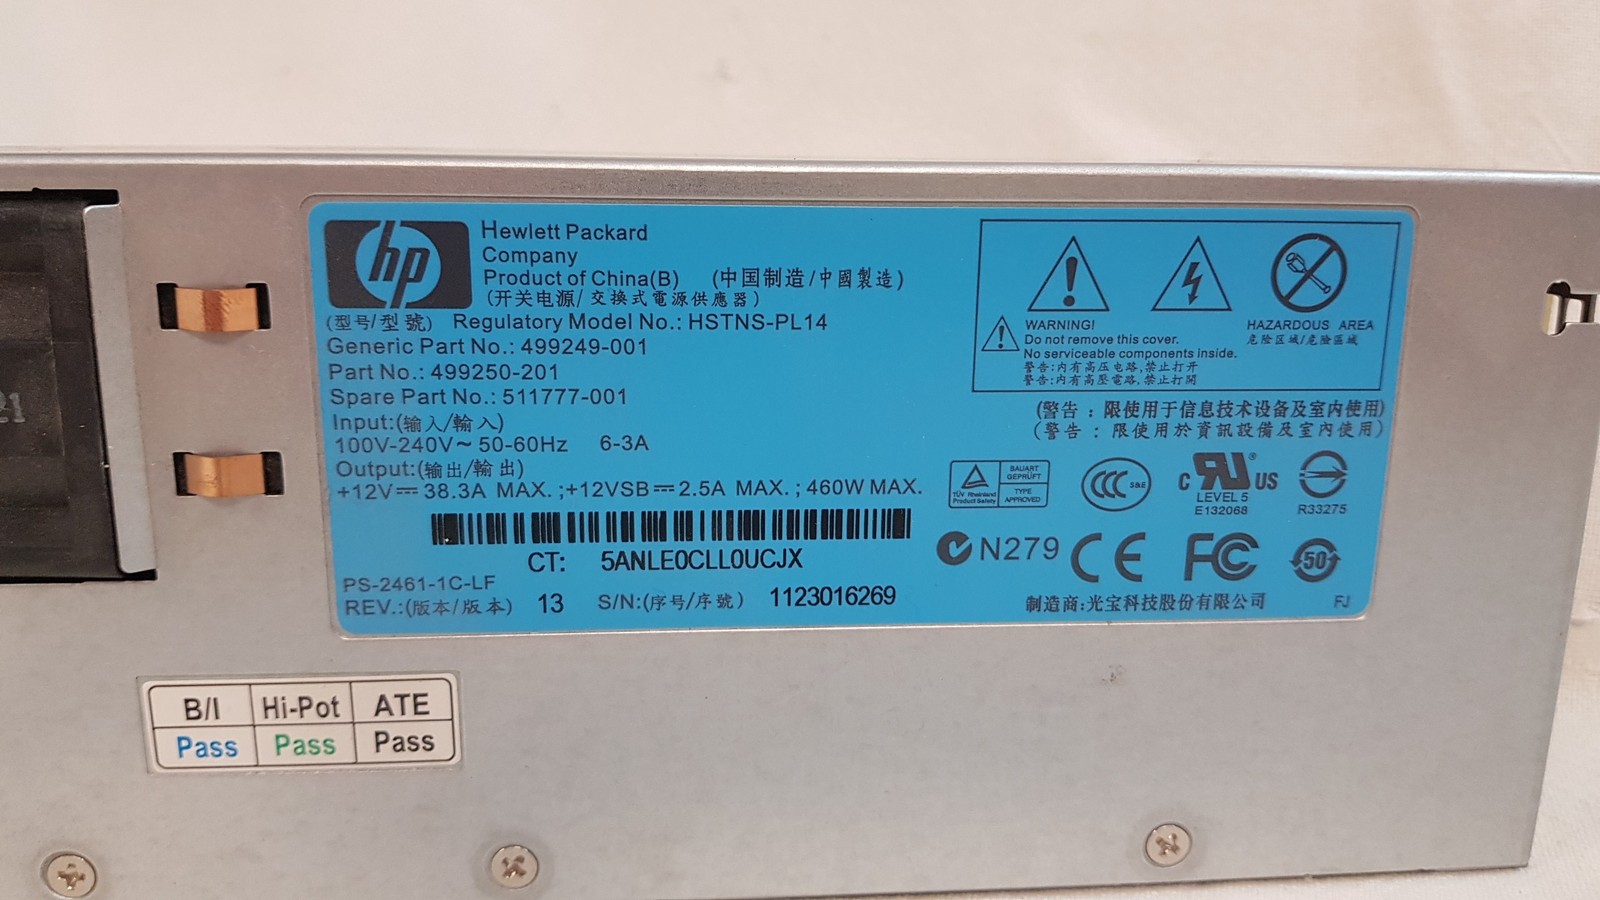 hp
Hewlett Packard
Company
Product of China(B) (中国制造/中國製造)
(开关电源/交换式電源供應器)
(型号/型號) Regulatory Model No.: HSTNS-PL14
Generic Part No.: 499249-001
Part No.: 499250-201
Spare Part No.: 511777-001
Input:(输入/輸入)
100V-240V~ 50-60Hz 6-3A
Output:(输出/輸出)
+12V⎓38.3A MAX. ;+12VSB⎓2.5A MAX. ; 460W MAX.
CT: 5ANLE0CLL0UCJX
PS-2461-1C-LF
REV.:(版本/版本) 13 S/N:(序号/序號) 1123016269
WARNING!
Do not remove this cover.
No serviceable components inside.
警告:内有高压电路,禁止打开
警告:内有高壓電路,禁止打開
HAZARDOUS AREA
危险区域/危險區域
(警告：限使用于信息技术设备及室内使用)
(警告：限使用於資訊設備及室內使用)
TÜV Rheinland
Product Safety
BAUART
GEPRÜFT
TYPE
APPROVED
CCC S&E
c RU US ®
LEVEL 5
E132068
R33275
N279 CE FC 50
制造商:光宝科技股份有限公司 FJ
B/I Hi-Pot ATE
Pass Pass Pass